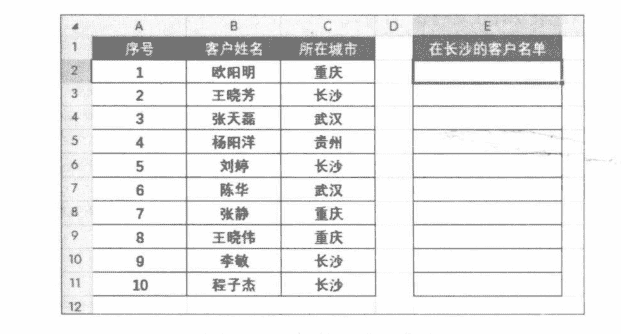 A B C D E
1 序号 客户姓名 所在城市 在长沙的客户名单
2 1 欧阳明 重庆
3 2 王晓芳 长沙
4 3 张天磊 武汉
5 4 杨阳洋 贵州
6 5 刘婷 长沙
7 6 陈华 武汉
8 7 张静 重庆
9 8 王晓伟 重庆
10 9 李敏 长沙
11 10 程子杰 长沙
12